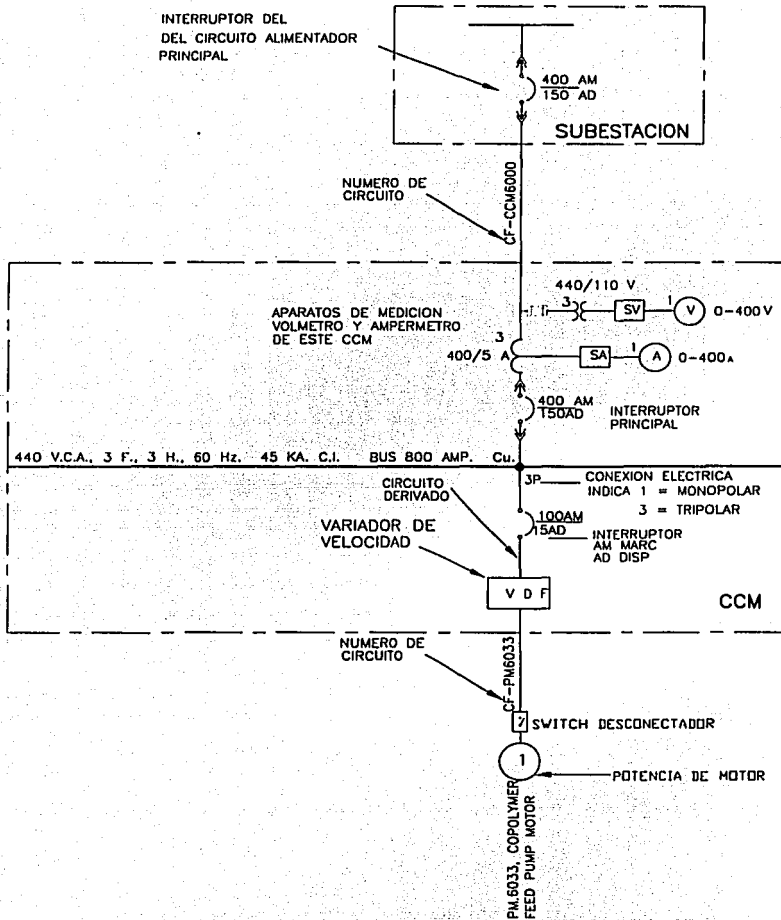 INTERRUPTOR DEL
DEL CIRCUITO ALIMENTADOR
PRINCIPAL
400 AM
150 AD
SUBESTACION
NUMERO DE
CIRCUITO
CF-CCM6000
440/110 V
3
SV
1
V
0-400V
APARATOS DE MEDICION
VOLMETRO Y AMPERMETRO
DE ESTE CCM
3
400/5 A
SA
1
A
0-400A
400 AM
150AD
INTERRUPTOR
PRINCIPAL
440 V.C.A., 3 F., 3 H., 60 Hz, 45 KA. C.I. BUS 800 AMP. Cu.
3P
CONEXION ELECTRICA
INDICA 1 = MONOPOLAR
3 = TRIPOLAR
CIRCUITO
DERIVADO
100AM
15AD
INTERRUPTOR
AM MARC
AD DISP
VARIADOR DE
VELOCIDAD
V D F
CCM
NUMERO DE
CIRCUITO
CF-PM6033
SWITCH DESCONECTADOR
1
POTENCIA DE MOTOR
PM.6033, COPOLYMER
FEED PUMP MOTOR